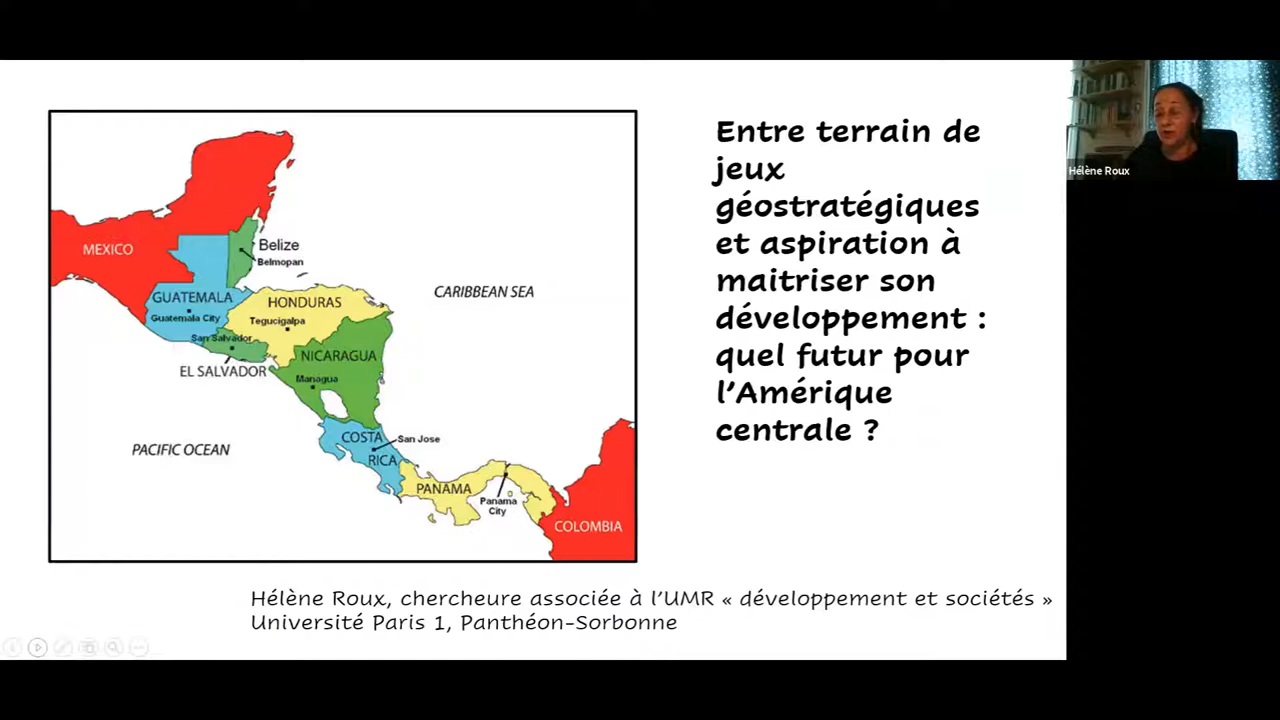 Entre terrain de
jeux
géostratégiques
et aspiration à
maitriser son
développement :
quel futur pour
l'Amérique
centrale ?
Hélène Roux
MEXICO
Belize
Belmopan
GUATEMALA
Guatemala City
HONDURAS
Tegucigalpa
CARIBBEAN SEA
San Salvador
EL SALVADOR
NICARAGUA
Managua
PACIFIC OCEAN
COSTA
RICA
San Jose
PANAMA
Panama
City
COLOMBIA
Hélène Roux, chercheure associée à l'UMR « développement et sociétés »
Université Paris 1, Panthéon-Sorbonne